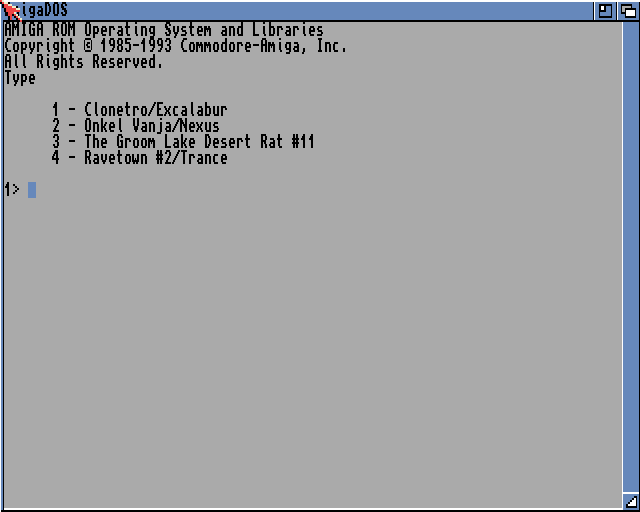 AmigaDOS
AMIGA ROM Operating System and Libraries
Copyright © 1985-1993 Commodore-Amiga, Inc.
All Rights Reserved.
Type
1 - Clonetro/Excalabur
2 - Onkel Vanja/Nexus
3 - The Groom Lake Desert Rat #11
4 - Ravetown #2/Trance
1>